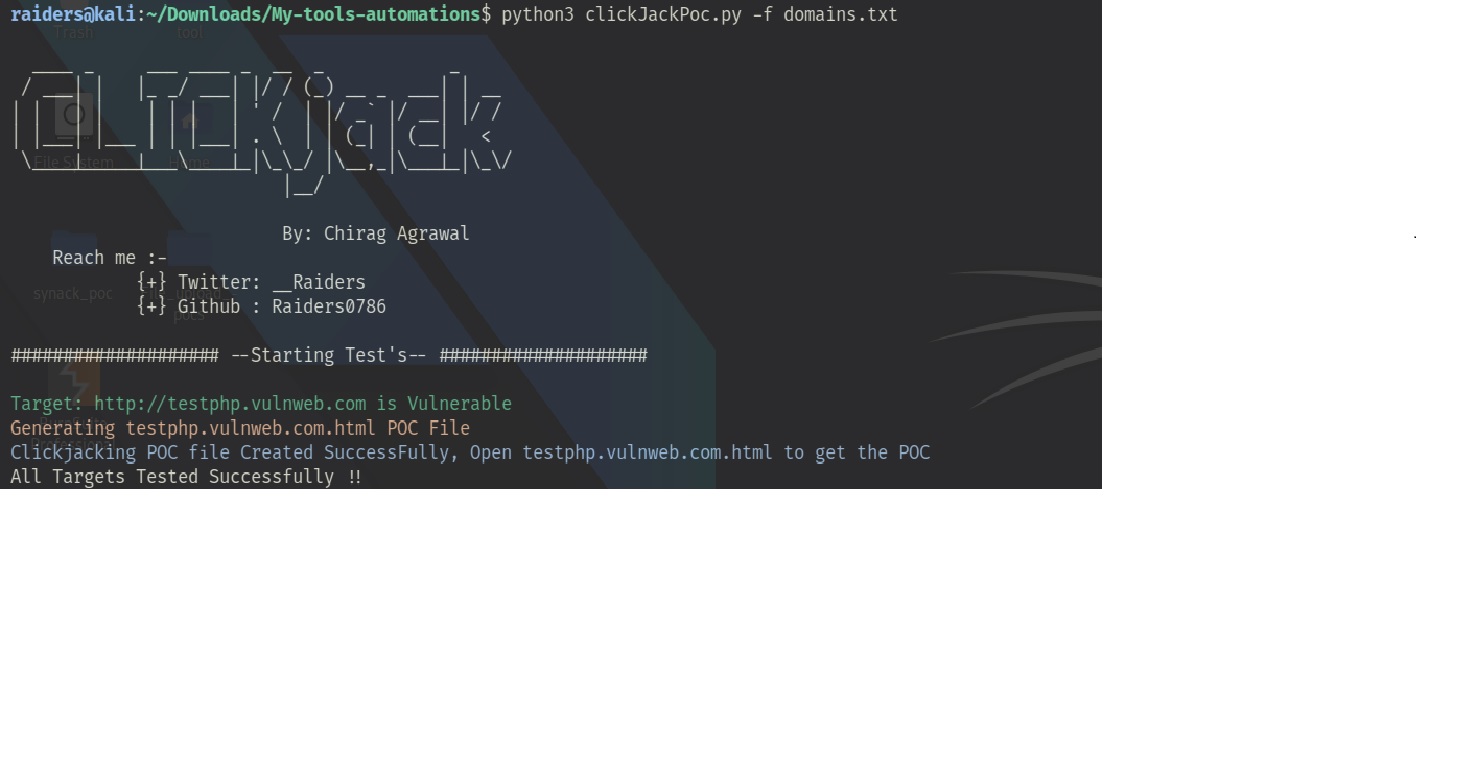 raiders@kali:~/Downloads/My-tools-automations$ python3 clickJackPoc.py -f domains.txt
Trash tool
CLICKjack
File System Home
By: Chirag Agrawal
Reach me :-
{+} Twitter: __Raiders
synack_poc
{+} Github : Raiders0786
pocs
#################### --Starting Test's-- ####################
Target: http://testphp.vulnweb.com is Vulnerable
Generating testphp.vulnweb.com.html POC File
Professional
Clickjacking POC file Created SuccessFully, Open testphp.vulnweb.com.html to get the POC
All Targets Tested Successfully !!